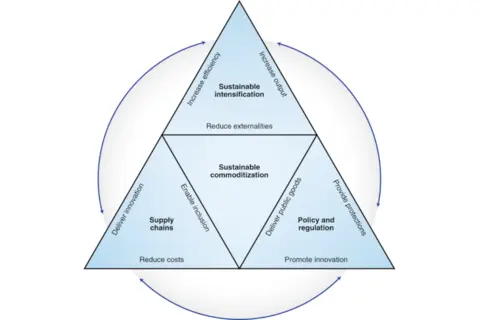 Increase efficiency
Increase output
Sustainable
intensification
Reduce externalities
Sustainable
commoditization
Deliver innovation
Enable inclusion
Deliver public goods
Provide protections
Supply
chains
Policy and
regulation
Reduce costs
Promote innovation